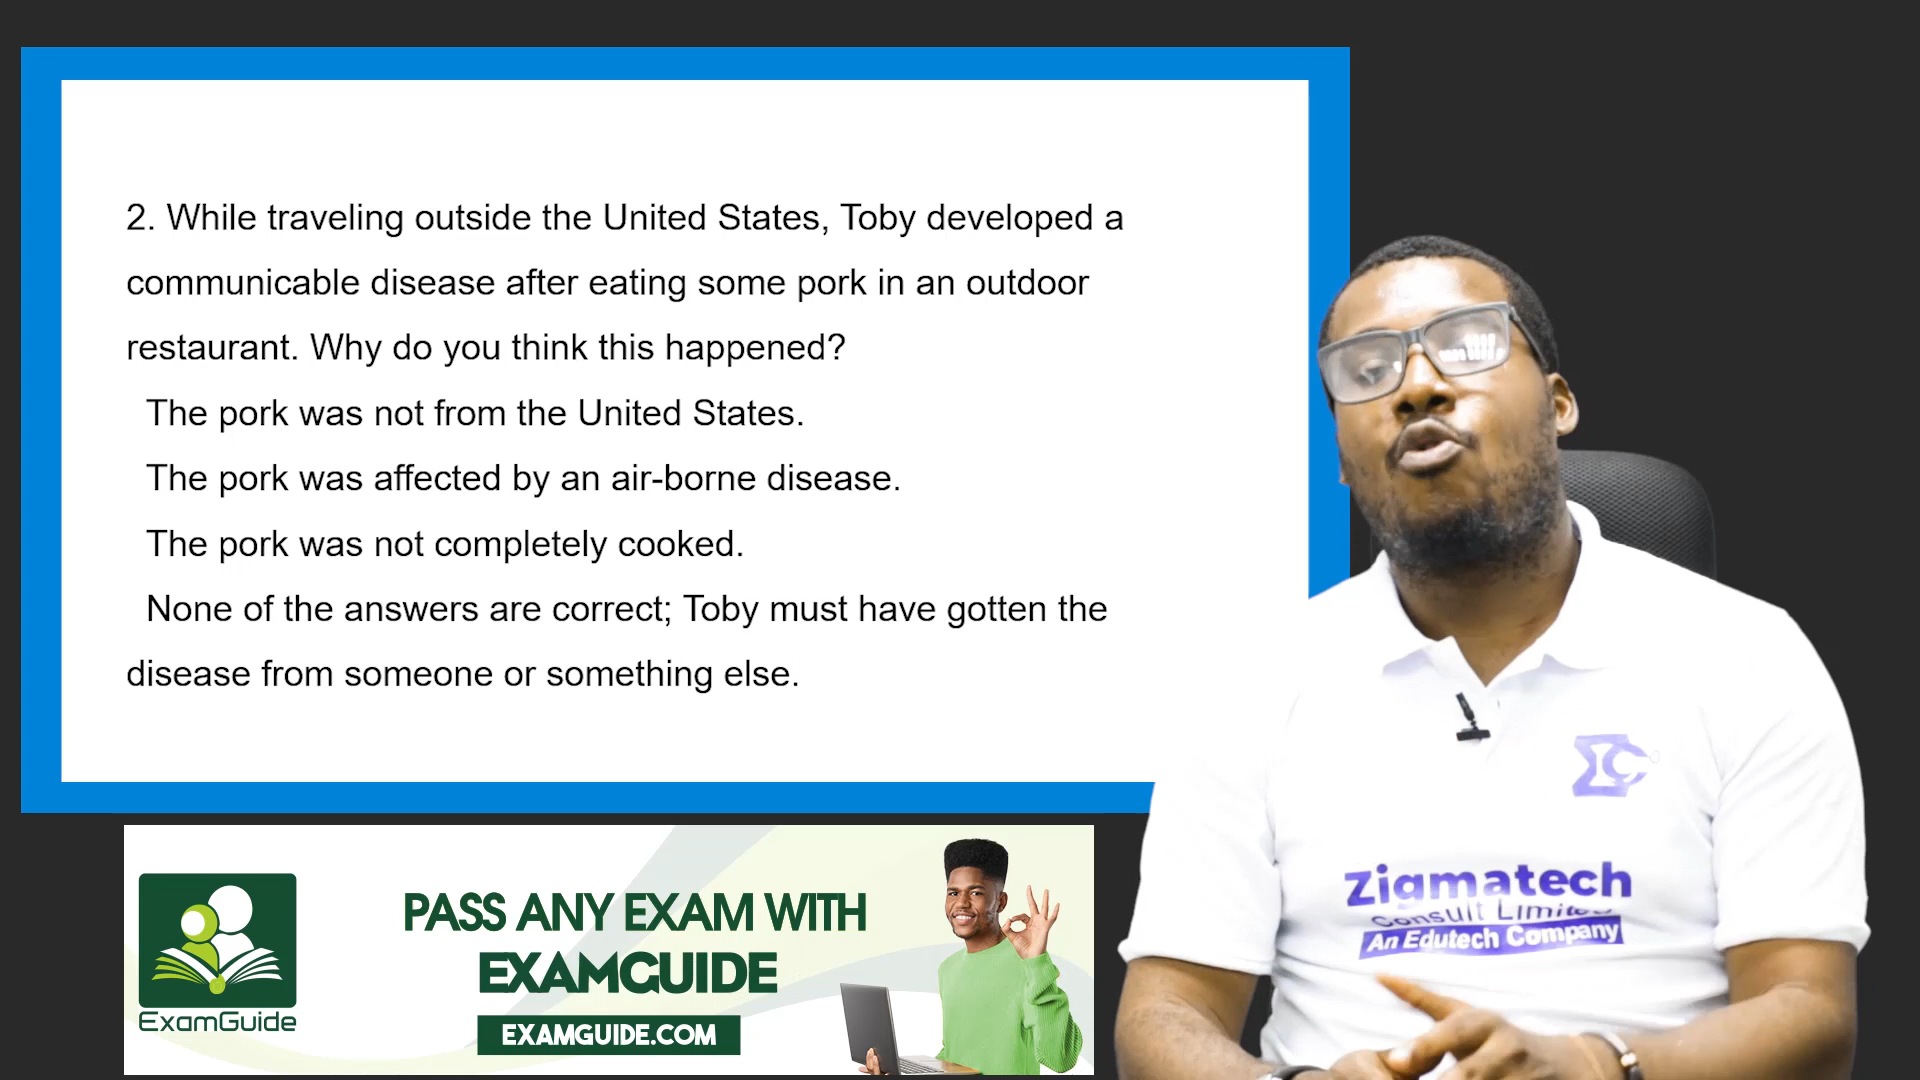 2. While traveling outside the United States, Toby developed a
communicable disease after eating some pork in an outdoor
restaurant. Why do you think this happened?
The pork was not from the United States.
The pork was affected by an air-borne disease.
The pork was not completely cooked.
None of the answers are correct; Toby must have gotten the
disease from someone or something else.
Zigmatech
Consult Limited
An Edutech Company
ExamGuide
PASS ANY EXAM WITH
EXAMGUIDE
EXAMGUIDE.COM